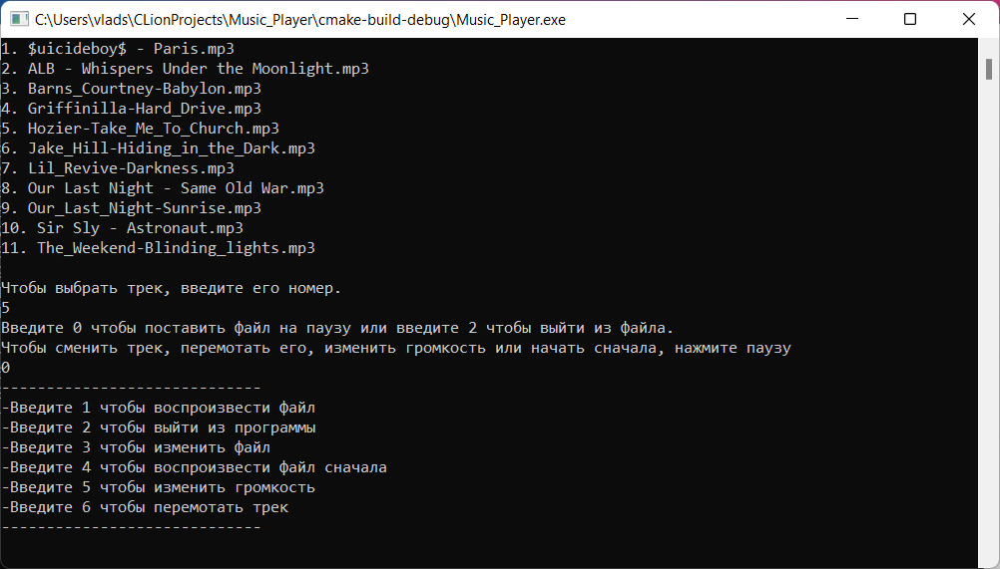 C:\Users\vlads\CLionProjects\Music_Player\cmake-build-debug\Music_Player.exe
1. $uicideboy$ - Paris.mp3
2. ALB - Whispers Under the Moonlight.mp3
3. Barns_Courtney-Babylon.mp3
4. Griffinilla-Hard_Drive.mp3
5. Hozier-Take_Me_To_Church.mp3
6. Jake_Hill-Hiding_in_the_Dark.mp3
7. Lil_Revive-Darkness.mp3
8. Our Last Night - Same Old War.mp3
9. Our_Last_Night-Sunrise.mp3
10. Sir Sly - Astronaut.mp3
11. The_Weekend-Blinding_lights.mp3
Чтобы выбрать трек, введите его номер.
5
Введите 0 чтобы поставить файл на паузу или введите 2 чтобы выйти из файла.
Чтобы сменить трек, перемотать его, изменить громкость или начать сначала, нажмите паузу
0
-----------------------------
-Введите 1 чтобы воспроизвести файл
-Введите 2 чтобы выйти из программы
-Введите 3 чтобы изменить файл
-Введите 4 чтобы воспроизвести файл сначала
-Введите 5 чтобы изменить громкость
-Введите 6 чтобы перемотать трек
-----------------------------